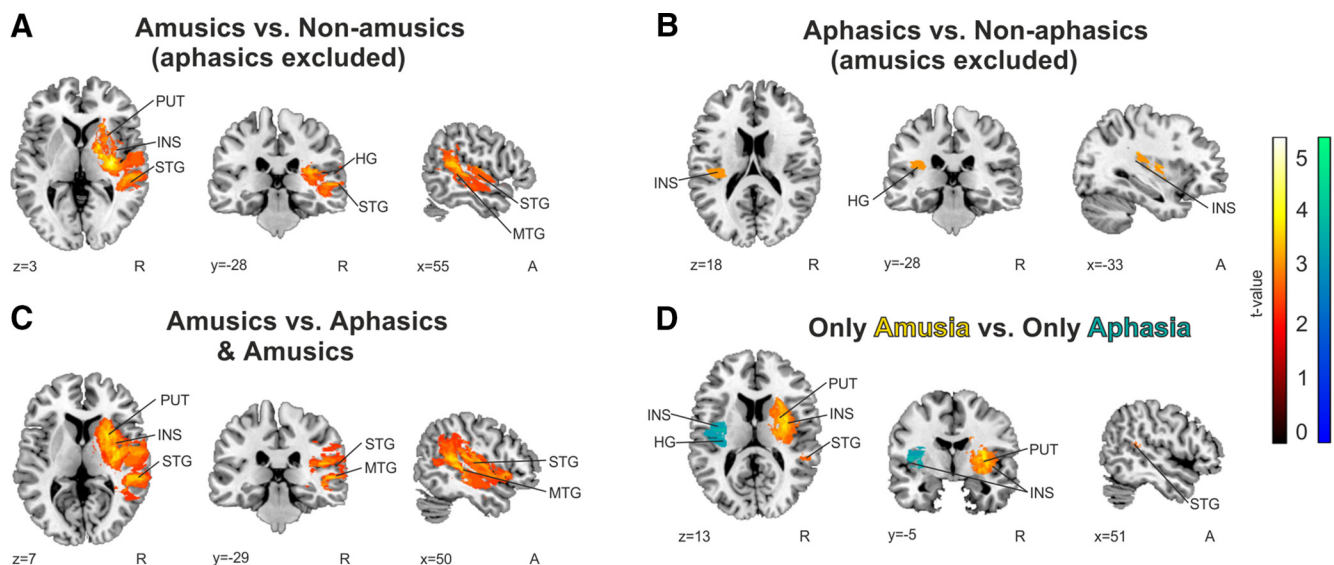 A
Amusics vs. Non-amusics
(aphasics excluded)
PUT
INS
STG
HG
STG
STG
MTG
z=3
R
y=-28
R
x=55
A
B
Aphasics vs. Non-aphasics
(amusics excluded)
INS
HG
INS
z=18
R
y=-28
R
x=-33
A
C
Amusics vs. Aphasics
& Amusics
PUT
INS
STG
STG
MTG
STG
MTG
z=7
R
y=-29
R
x=50
A
D
Only Amusia vs. Only Aphasia
INS
HG
PUT
INS
STG
PUT
INS
STG
z=13
R
y=-5
R
x=51
A
t-value
5
4
3
2
1
0